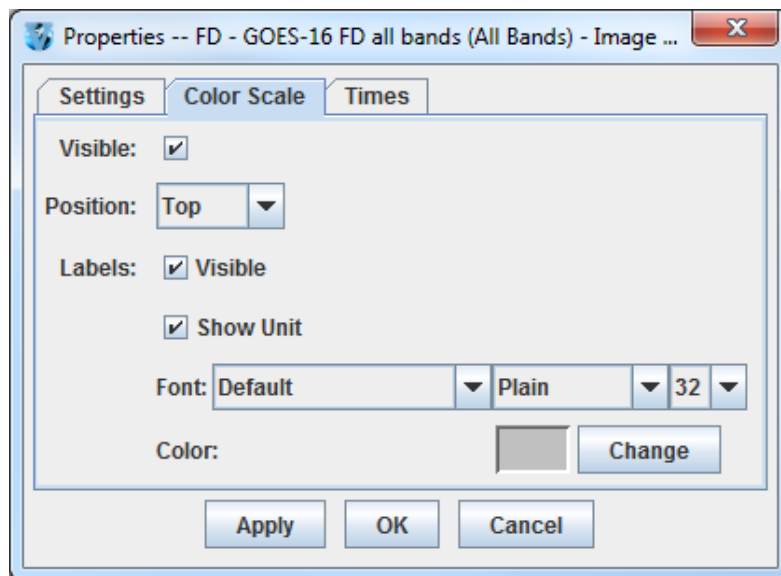 Properties -- FD - GOES-16 FD all bands (All Bands) - Image ...
Settings Color Scale Times
Visible:
Position: Top
Labels: Visible
Show Unit
Font: Default Plain 32
Color: Change
Apply OK Cancel